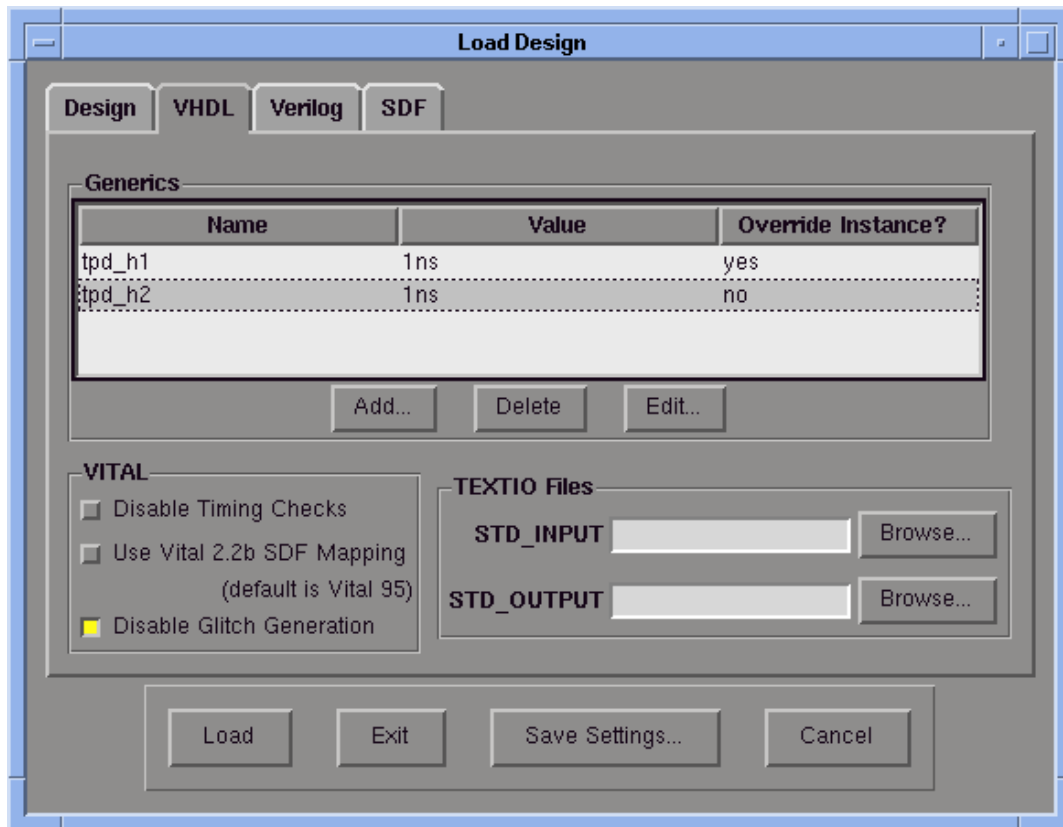 Load Design
Design VHDL Verilog SDF
Generics
Name Value Override Instance?
tpd_h1 1ns yes
tpd_h2 1ns no
Add... Delete Edit...
VITAL
Disable Timing Checks
Use Vital 2.2b SDF Mapping
(default is Vital 95)
Disable Glitch Generation
TEXTIO Files
STD_INPUT Browse...
STD_OUTPUT Browse...
Load Exit Save Settings... Cancel